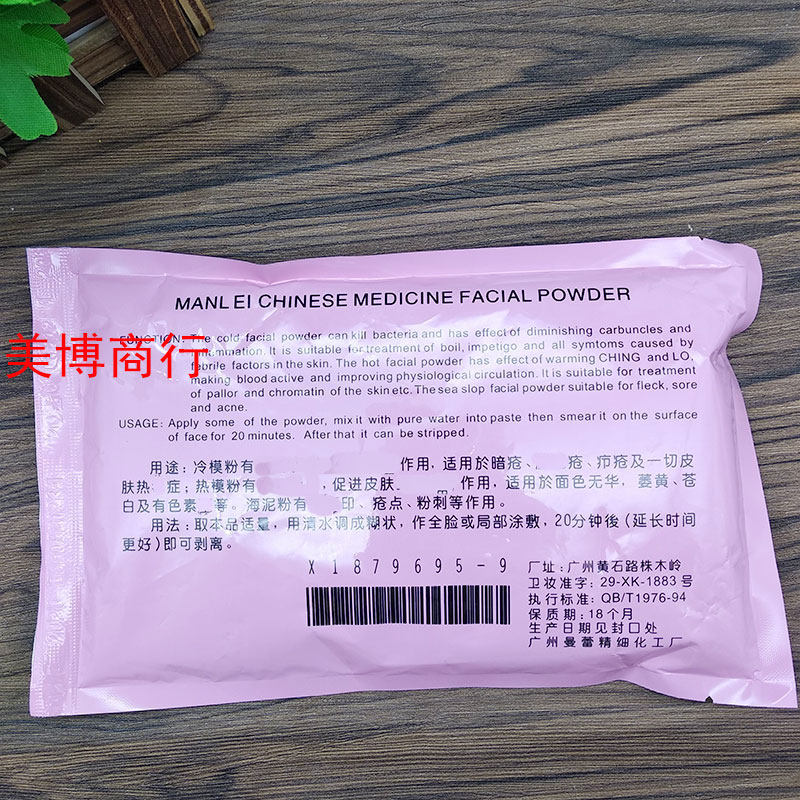 MANLEI CHINESE MEDICINE FACIAL POWDER
美博商行
FUNCTION: The cold facial powder can kill bacteria and has effect of diminishing carbuncles and
It is suitable for treatment of boil, impetigo and all symtoms caused by
febrile factors in the skin. The hot facial powder has effect of warming CHING and LO,
making blood active and improving physiological circulation. It is suitable for treatment
of pallor and chromatin of the skin etc. The sea slop facial powder suitable for fleck, sore
and acne.
USAGE: Apply some of the powder, mix it with pure water into paste then smear it on the surface
of face for 20 minutes. After that it can be stripped.
用途: 冷模粉有 作用, 适用於暗疮、 疮、疖疮及一切皮
肤热 症; 热模粉有 , 促进皮肤 作用, 适用於面色无华, 萎黄、苍
白及有色素 等。海泥粉有 印、疮点、粉刺等作用。
用法: 取本品适量, 用清水调成糊状, 作全脸或局部涂敷, 20分钟後 (延长时间
更好) 即可剥离。
X1879695-9
厂址: 广州黄石路株木岭
卫妆准字: 29-XK-1883号
执行标准: QB/T1976-94
保质期: 18个月
生产日期见封口处
广州曼蕾精细化工厂